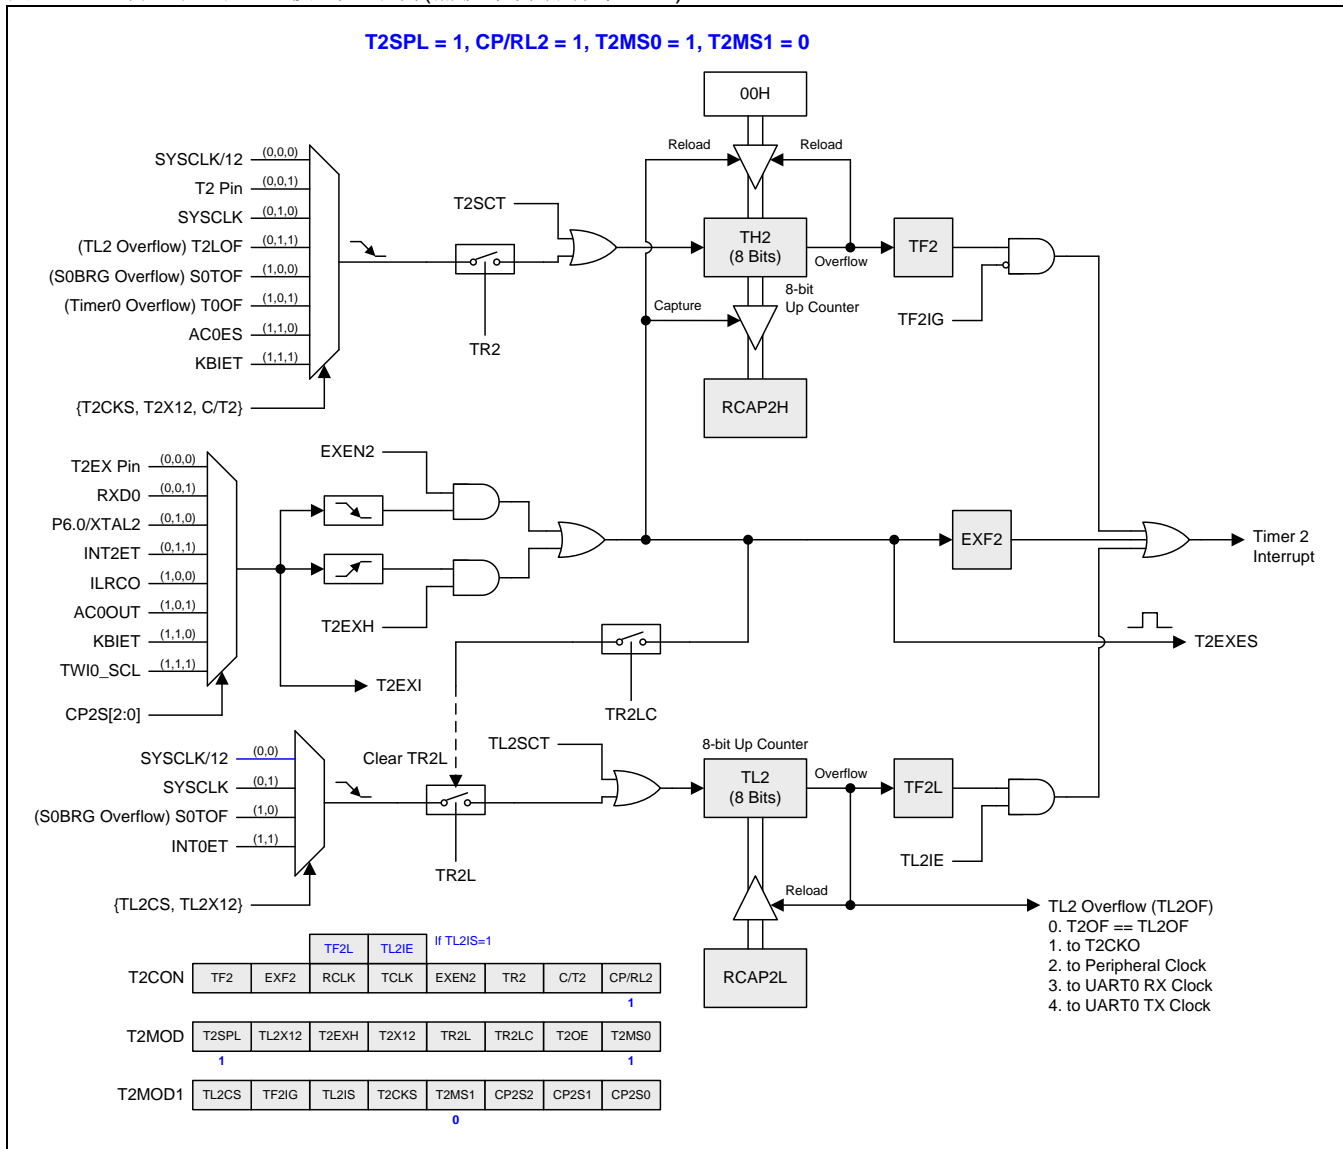 T2SPL = 1, CP/RL2 = 1, T2MS0 = 1, T2MS1 = 0
00H
Reload
Reload
SYSCLK/12 (0,0,0)
T2 Pin (0,0,1)
SYSCLK (0,1,0)
(TL2 Overflow) T2LOF (0,1,1)
(S0BRG Overflow) S0TOF (1,0,0)
(Timer0 Overflow) T0OF (1,0,1)
AC0ES (1,1,0)
KBIET (1,1,1)
{T2CKS, T2X12, C/T2}
T2SCT
TR2
TH2
(8 Bits)
Overflow
8-bit
Up Counter
TF2
TF2IG
Capture
RCAP2H
T2EX Pin (0,0,0)
RXD0 (0,0,1)
P6.0/XTAL2 (0,1,0)
INT2ET (0,1,1)
ILRCO (1,0,0)
AC0OUT (1,0,1)
KBIET (1,1,0)
TWI0_SCL (1,1,1)
CP2S[2:0]
EXEN2
T2EXH
T2EXI
EXF2
Timer 2
Interrupt
T2EXES
TR2LC
Clear TR2L
SYSCLK/12 (0,0)
SYSCLK (0,1)
(S0BRG Overflow) S0TOF (1,0)
INT0ET (1,1)
{TL2CS, TL2X12}
TR2L
TL2SCT
8-bit Up Counter
TL2
(8 Bits)
Overflow
TF2L
TL2IE
Reload
RCAP2L
TL2 Overflow (TL2OF)
0. T2OF == TL2OF
1. to T2CKO
2. to Peripheral Clock
3. to UART0 RX Clock
4. to UART0 TX Clock
TF2L TL2IE If TL2IS=1
T2CON TF2 EXF2 RCLK TCLK EXEN2 TR2 C/T2 CP/RL2
1
T2MOD T2SPL TL2X12 T2EXH T2X12 TR2L TR2LC T2OE T2MS0
1 1
T2MOD1 TL2CS TF2IG TL2IS T2CKS T2MS1 CP2S2 CP2S1 CP2S0
0